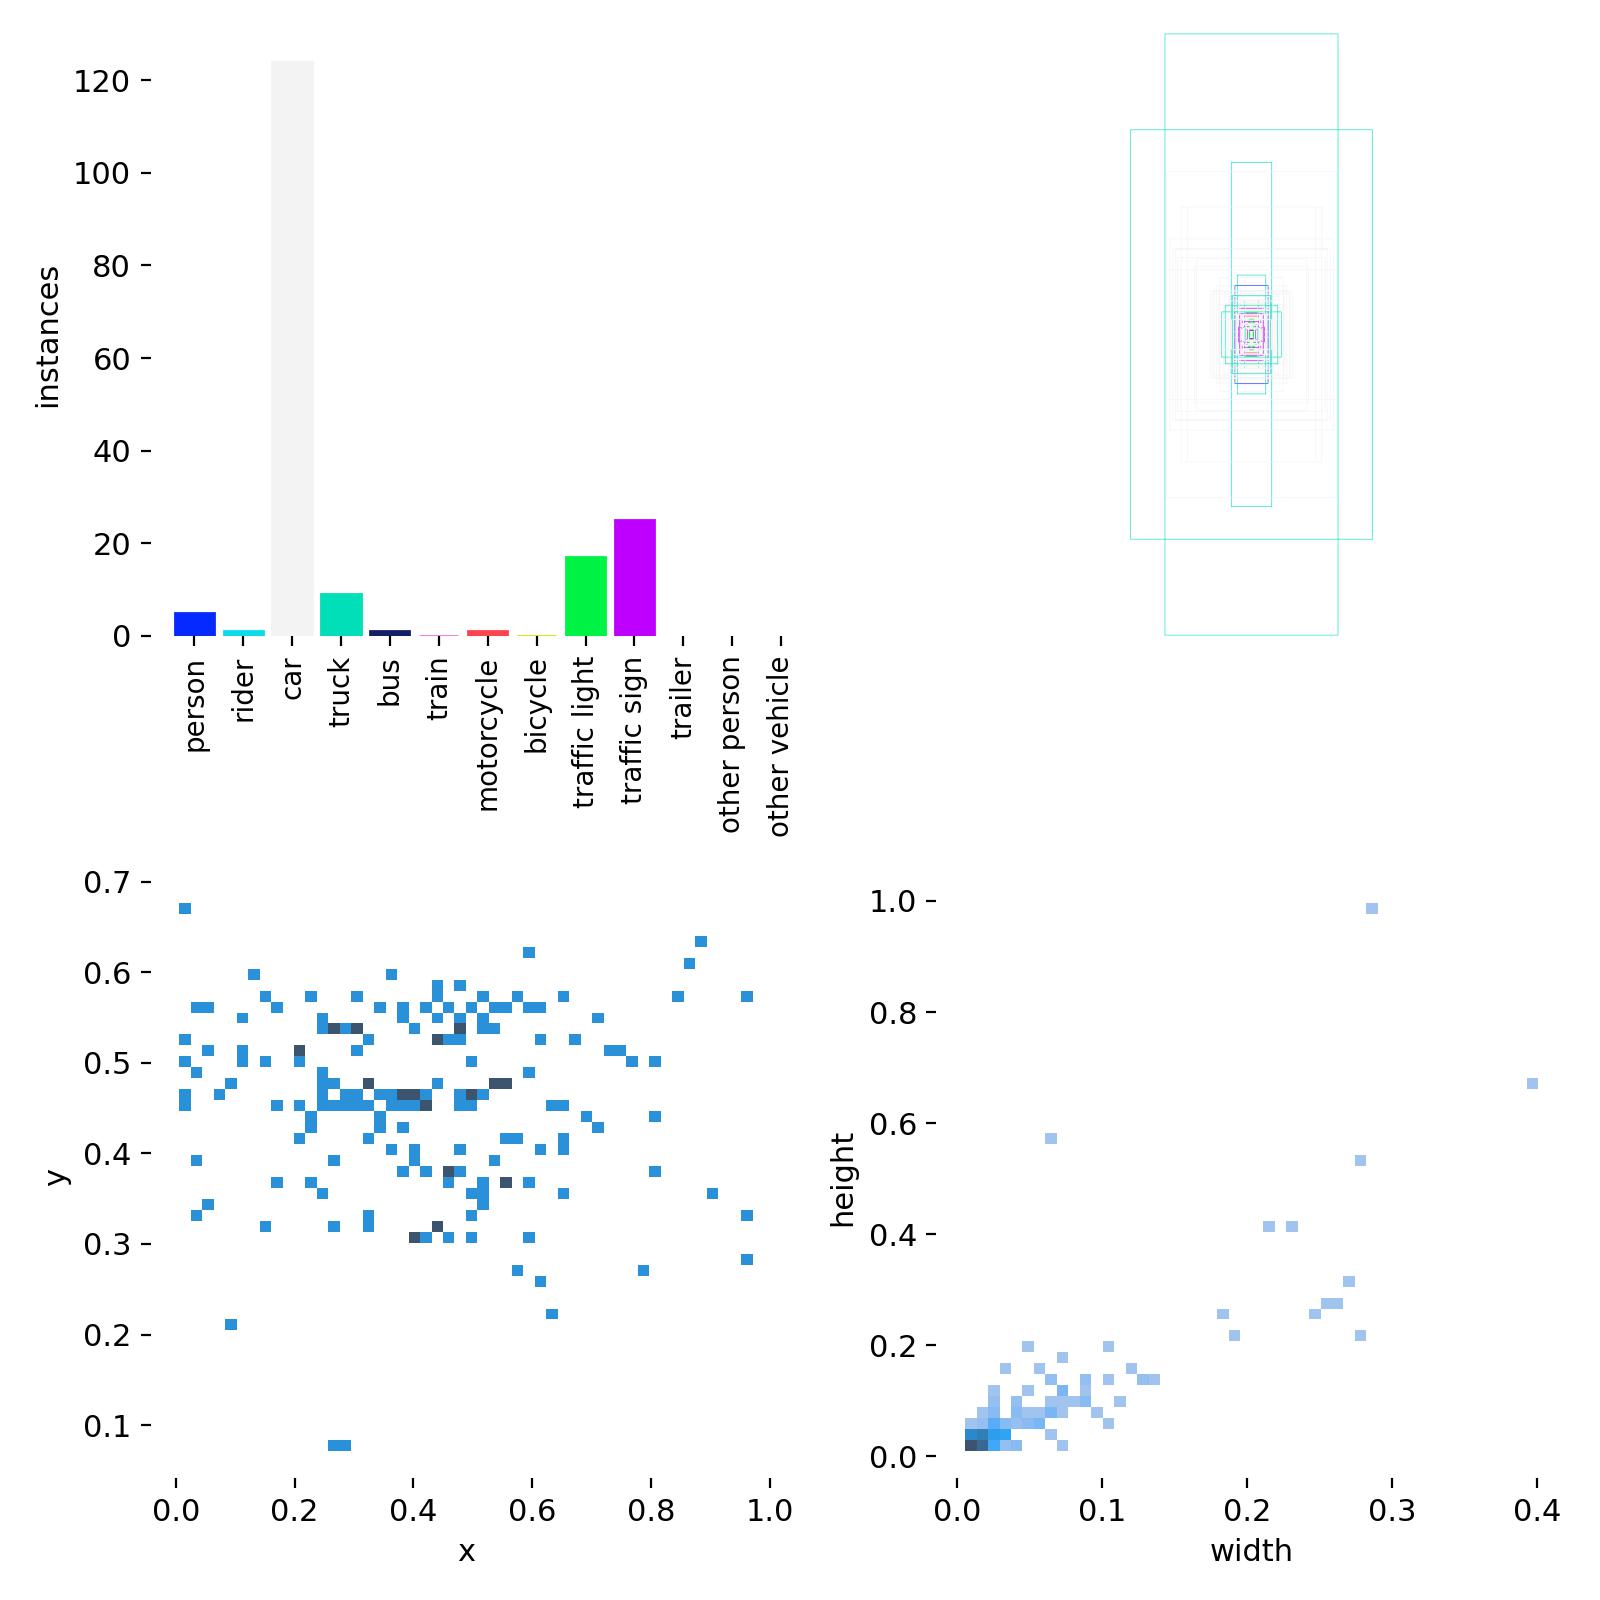 instances
120
100
80
60
40
20
0
person
rider
car
truck
bus
train
motorcycle
bicycle
traffic light
traffic sign
trailer
other person
other vehicle
y
0.7
0.6
0.5
0.4
0.3
0.2
0.1
0.0 0.2 0.4 0.6 0.8 1.0
x
height
1.0
0.8
0.6
0.4
0.2
0.0
0.0 0.1 0.2 0.3 0.4
width